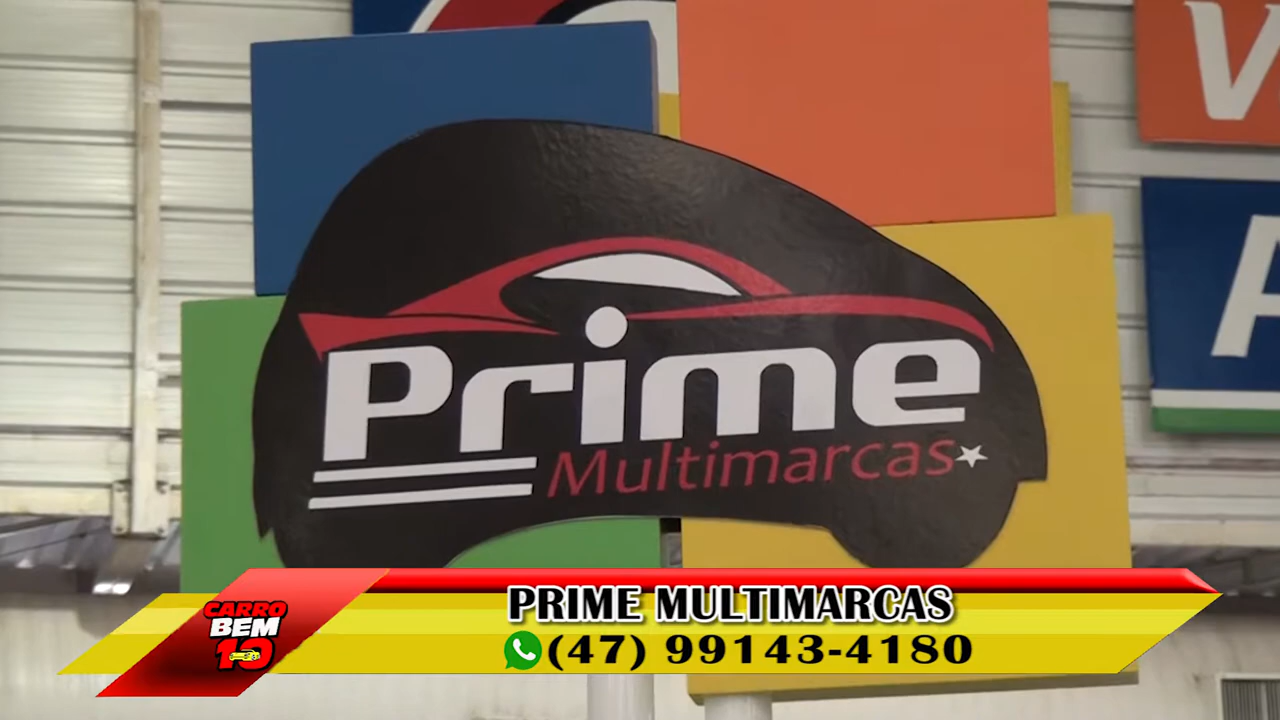 Prime
Multimarcas
CARRO
BEM
10
PRIME MULTIMARCAS
(47) 99143-4180